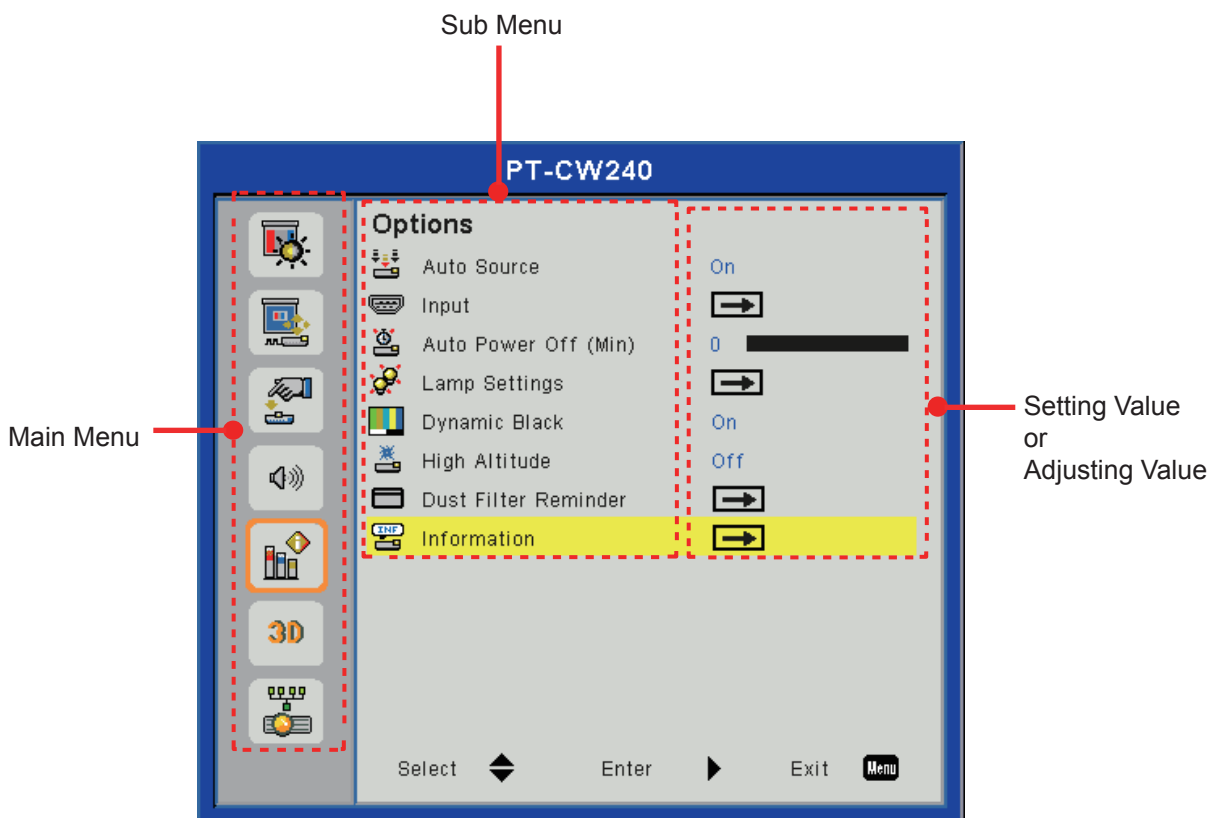 Sub Menu
PT-CW240
Options
Auto Source On
Input
Auto Power Off (Min) 0
Lamp Settings
Dynamic Black On
High Altitude Off
Dust Filter Reminder
INF Information
3D
Main Menu
Setting Value
or
Adjusting Value
Select Enter Exit Menu